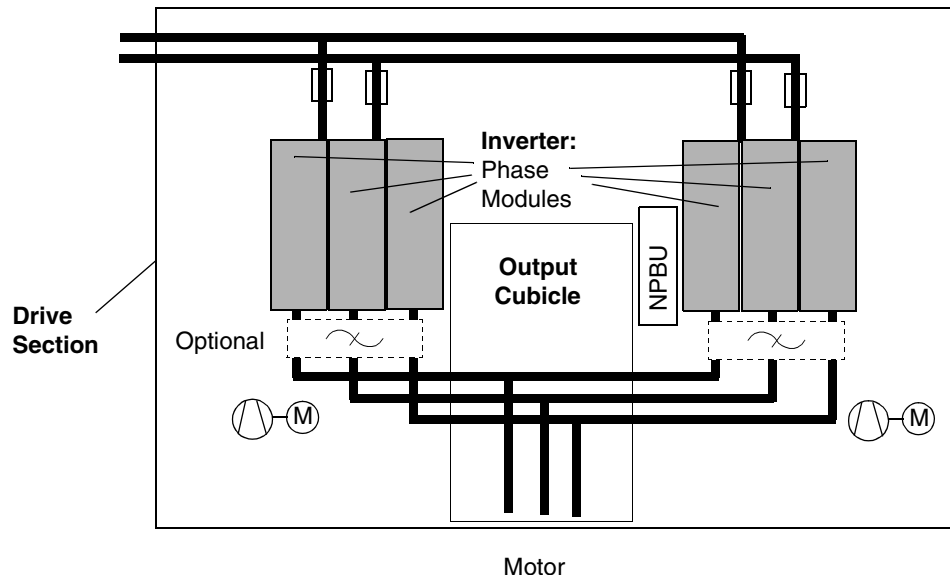 Inverter:
Phase
Modules
Output
Cubicle
NPBU
Drive
Section
Optional
M
M
Motor